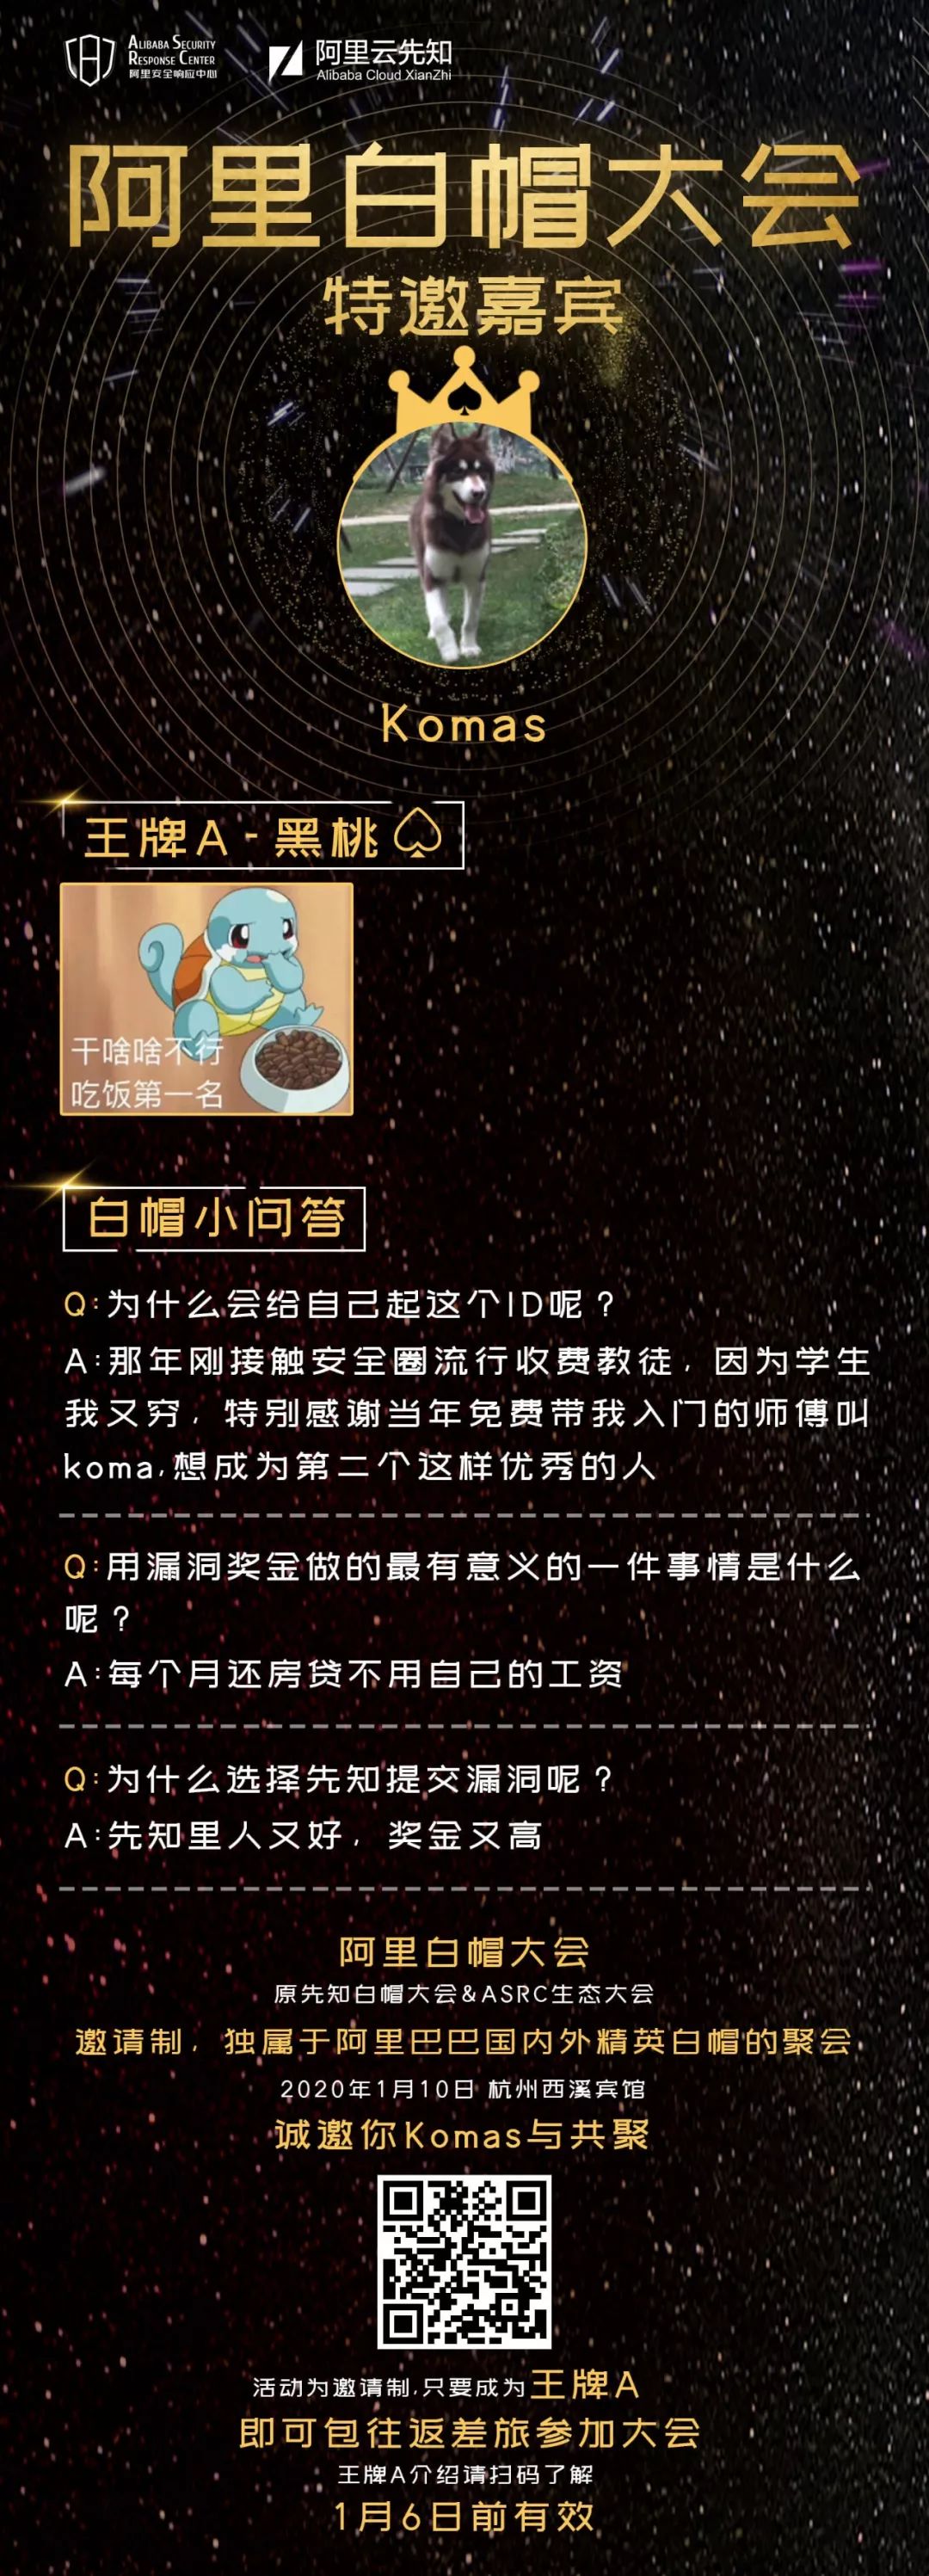 ALIBABA SECURITY
RESPONSE CENTER
阿里安全响应中心
阿里云先知
Alibaba Cloud XianZhi
阿里白帽大会
特邀嘉宾
Komas
王牌A-黑桃
干啥啥不行
吃饭第一名
白帽小问答
Q:为什么会给自己起这个ID呢?
A:那年刚接触安全圈流行收费教徒,因为学生
我又穷,特别感谢当年免费带我入门的师傅叫
koma,想成为第二个这样优秀的人
Q:用漏洞奖金做的最有意义的一件事情是什么
呢?
A:每个月还房贷不用自己的工资
Q:为什么选择先知提交漏洞呢?
A:先知里人又好,奖金又高
阿里白帽大会
原先知白帽大会&ASRC生态大会
邀请制,独属于阿里巴巴国内外精英白帽的聚会
2020年1月10日 杭州西溪宾馆
诚邀你Komas与共聚
活动为邀请制,只要成为王牌A
即可包往返差旅参加大会
王牌A介绍请扫码了解
1月6日前有效